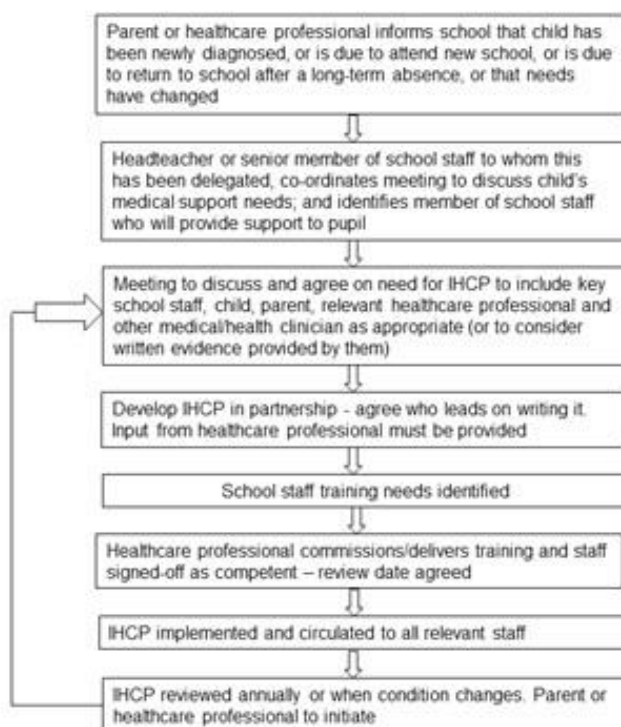 Parent or healthcare professional informs school that child has
been newly diagnosed, or is due to attend new school, or is due
to return to school after a long-term absence, or that needs
have changed
Headteacher or senior member of school staff to whom this
has been delegated, co-ordinates meeting to discuss child's
medical support needs; and identifies member of school staff
who will provide support to pupil
Meeting to discuss and agree on need for IHCP to include key
school staff, child, parent, relevant healthcare professional and
other medical/health clinician as appropriate (or to consider
written evidence provided by them)
Develop IHCP in partnership - agree who leads on writing it.
Input from healthcare professional must be provided
School staff training needs identified
Healthcare professional commissions/delivers training and staff
signed-off as competent – review date agreed
IHCP implemented and circulated to all relevant staff
IHCP reviewed annually or when condition changes. Parent or
healthcare professional to initiate